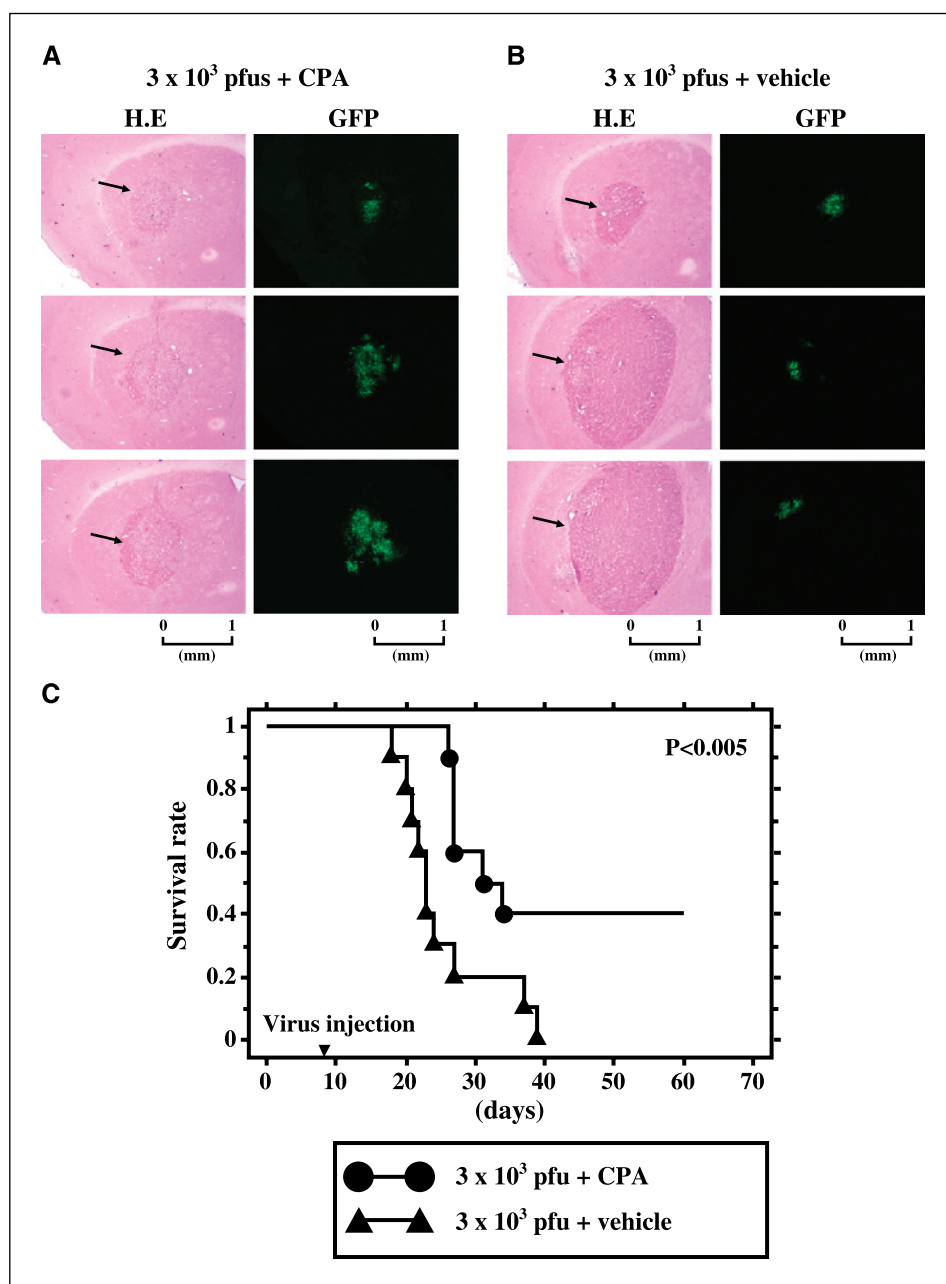 A
3 x 10³ pfus + CPA
H.E
GFP
0 1
(mm)
0 1
(mm)
B
3 x 10³ pfus + vehicle
H.E
GFP
0 1
(mm)
0 1
(mm)
C
P<0.005
Survival rate
1
0.8
0.6
0.4
0.2
0
Virus injection
0 10 20 30 40 50 60 70
(days)
3 x 10³ pfu + CPA
3 x 10³ pfu + vehicle